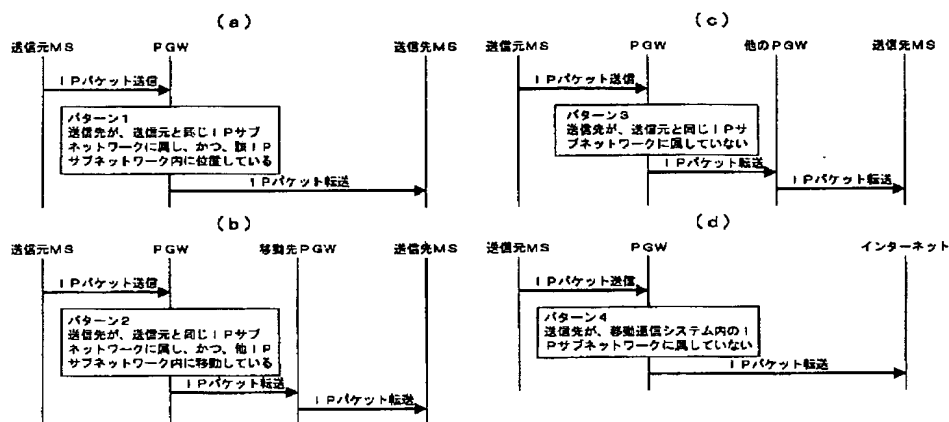 (a)
送信元MS PGW 送信先MS
IPパケット送信
パターン1
送信先が、送信元と同じIPサブ
ネットワークに属し、かつ、該IP
サブネットワーク内に位置している
IPパケット転送
(b)
送信元MS PGW 移動先PGW 送信先MS
IPパケット送信
パターン2
送信先が、送信元と同じIPサブ
ネットワークに属し、かつ、他IP
サブネットワーク内に移動している
IPパケット転送
IPパケット転送
(c)
送信元MS PGW 他のPGW 送信先MS
IPパケット送信
パターン3
送信先が、送信元と同じIPサ
ブネットワークに属していない
IPパケット転送
IPパケット転送
(d)
送信元MS PGW インターネット
IPパケット送信
パターン4
送信先が、移動通信システム内のI
Pサブネットワークに属していない
IPパケット転送